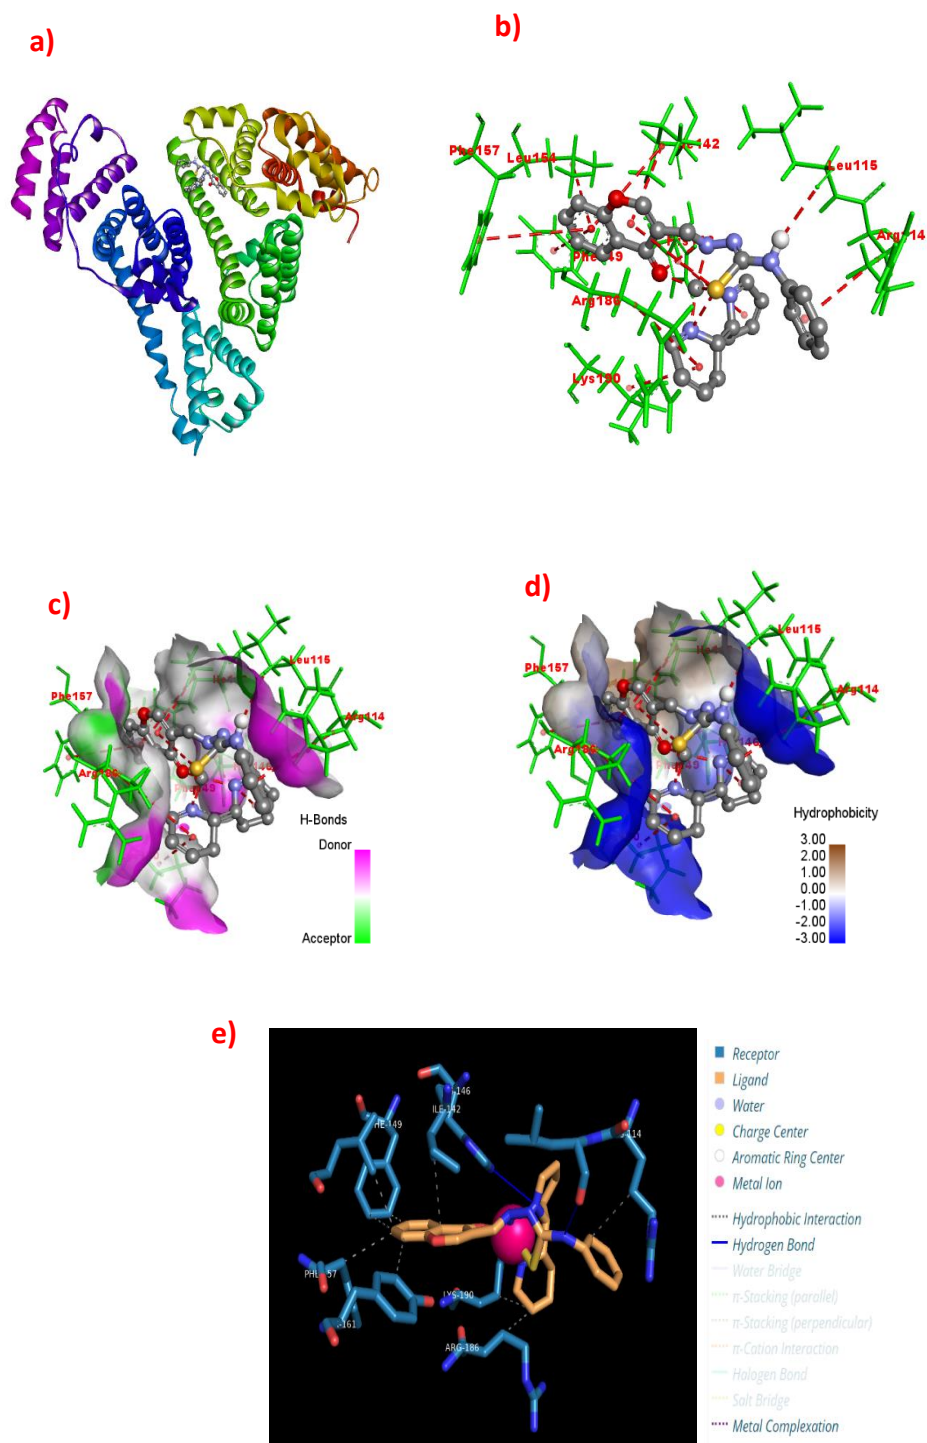 a)
b)
Phe157
Leu154
142
Leu115
Arg114
Phe149
Arg186
Lys190
c)
Phe157
Leu115
Arg114
Arg186
H-Bonds
Donor
Acceptor
d)
Phe157
Leu115
Arg114
Arg186
Hydrophobicity
3.00
2.00
1.00
0.00
-1.00
-2.00
-3.00
e)
-146
ILE-142
HE-149
-114
PHE-157
-161
LYS-190
ARG-186
Receptor
Ligand
Water
Charge Center
Aromatic Ring Center
Metal Ion
Hydrophobic Interaction
Hydrogen Bond
Water Bridge
π-Stacking (parallel)
π-Stacking (perpendicular)
π-Cation Interaction
Halogen Bond
Salt Bridge
Metal Complexation